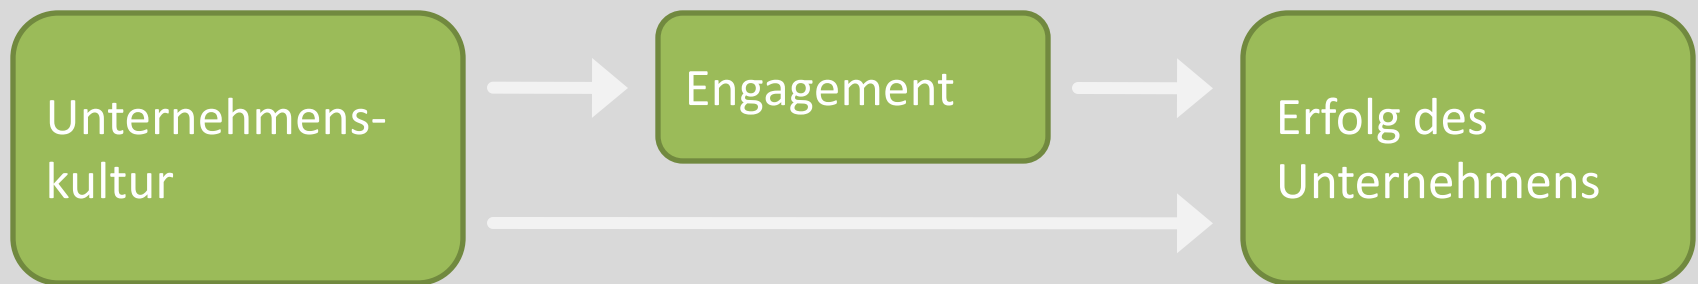 Unternehmens-
kultur
Engagement
Erfolg des
Unternehmens